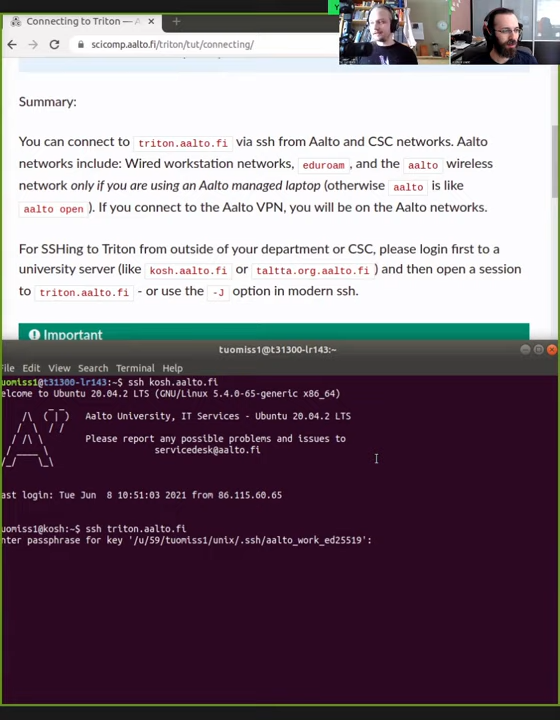 Connecting to Triton — Aalto
scicomp.aalto.fi/triton/tut/connecting/
Summary:
You can connect to triton.aalto.fi via ssh from Aalto and CSC networks. Aalto
networks include: Wired workstation networks, eduroam, and the aalto wireless
network only if you are using an Aalto managed laptop (otherwise aalto is like
aalto open). If you connect to the Aalto VPN, you will be on the Aalto networks.
For SSHing to Triton from outside of your department or CSC, please login first to a
university server (like kosh.aalto.fi or taltta.org.aalto.fi) and then open a session
to triton.aalto.fi - or use the -J option in modern ssh.
Important
tuomiss1@t31300-lr143:~
File Edit View Search Terminal Help
uomiss1@t31300-lr143:~$ ssh kosh.aalto.fi
elcome to Ubuntu 20.04.2 LTS (GNU/Linux 5.4.0-65-generic x86_64)
Aalto University, IT Services - Ubuntu 20.04.2 LTS
Please report any possible problems and issues to
servicedesk@aalto.fi
ast login: Tue Jun  8 10:51:03 2021 from 86.115.60.65
uomiss1@kosh:~$ ssh triton.aalto.fi
nter passphrase for key '/u/59/tuomiss1/unix/.ssh/aalto_work_ed25519':